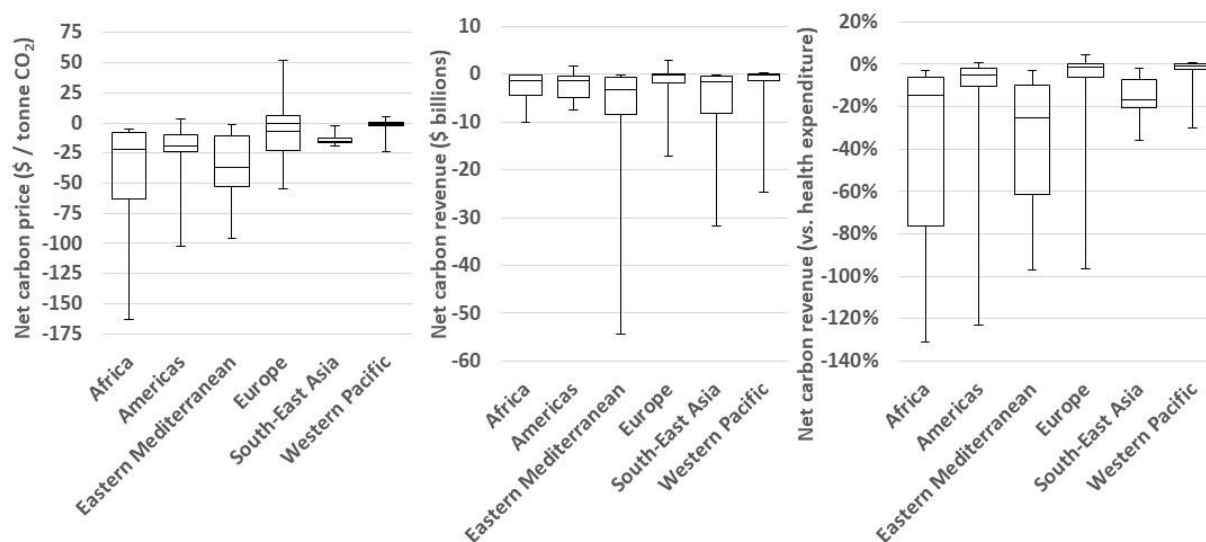 Net carbon price ($ / tonne CO₂)
75
50
25
0
-25
-50
-75
-100
-125
-150
-175
Africa
Americas
Eastern Mediterranean
Europe
South-East Asia
Western Pacific
Net carbon revenue ($ billions)
10
0
-10
-20
-30
-40
-50
-60
Africa
Americas
Eastern Mediterranean
Europe
South-East Asia
Western Pacific
Net carbon revenue (vs. health expenditure)
20%
0%
-20%
-40%
-60%
-80%
-100%
-120%
-140%
Africa
Americas
Eastern Mediterranean
Europe
South-East Asia
Western Pacific